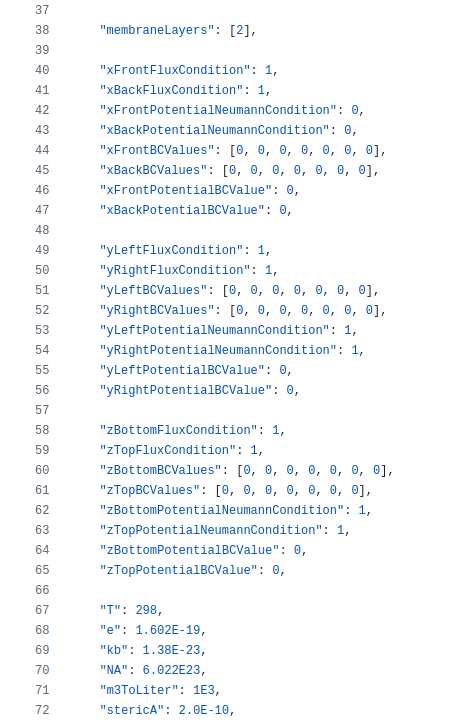 37
38 "membraneLayers": [2],
39
40 "xFrontFluxCondition": 1,
41 "xBackFluxCondition": 1,
42 "xFrontPotentialNeumannCondition": 0,
43 "xBackPotentialNeumannCondition": 0,
44 "xFrontBCValues": [0, 0, 0, 0, 0, 0, 0],
45 "xBackBCValues": [0, 0, 0, 0, 0, 0, 0],
46 "xFrontPotentialBCValue": 0,
47 "xBackPotentialBCValue": 0,
48
49 "yLeftFluxCondition": 1,
50 "yRightFluxCondition": 1,
51 "yLeftBCValues": [0, 0, 0, 0, 0, 0, 0],
52 "yRightBCValues": [0, 0, 0, 0, 0, 0, 0],
53 "yLeftPotentialNeumannCondition": 1,
54 "yRightPotentialNeumannCondition": 1,
55 "yLeftPotentialBCValue": 0,
56 "yRightPotentialBCValue": 0,
57
58 "zBottomFluxCondition": 1,
59 "zTopFluxCondition": 1,
60 "zBottomBCValues": [0, 0, 0, 0, 0, 0, 0],
61 "zTopBCValues": [0, 0, 0, 0, 0, 0, 0],
62 "zBottomPotentialNeumannCondition": 1,
63 "zTopPotentialNeumannCondition": 1,
64 "zBottomPotentialBCValue": 0,
65 "zTopPotentialBCValue": 0,
66
67 "T": 298,
68 "e": 1.602E-19,
69 "kb": 1.38E-23,
70 "NA": 6.022E23,
71 "m3ToLiter": 1E3,
72 "stericA": 2.0E-10,